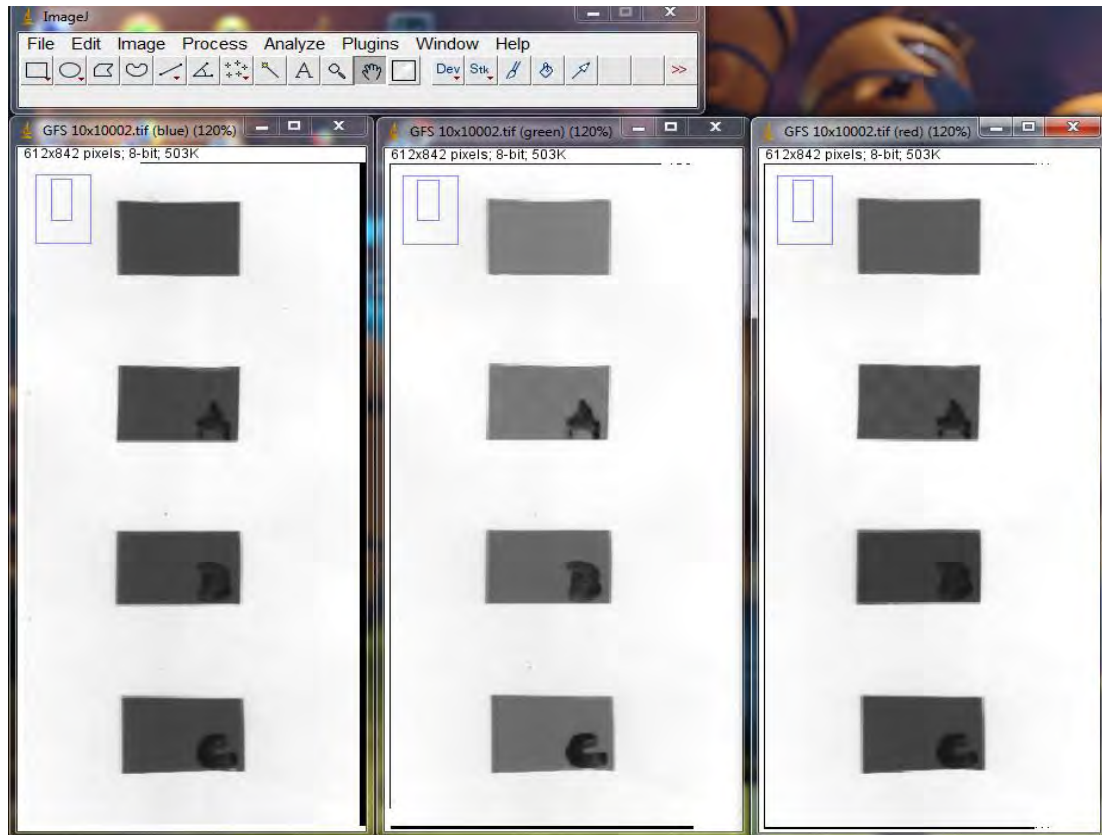 ImageJ
File Edit Image Process Analyze Plugins Window Help
A Dev Stk >>
GFS 10x10002.tif (blue) (120%)
612x842 pixels; 8-bit; 503K
A
B
C
GFS 10x10002.tif (green) (120%)
612x842 pixels; 8-bit; 503K
A
B
C
GFS 10x10002.tif (red) (120%)
612x842 pixels; 8-bit; 503K
A
B
C